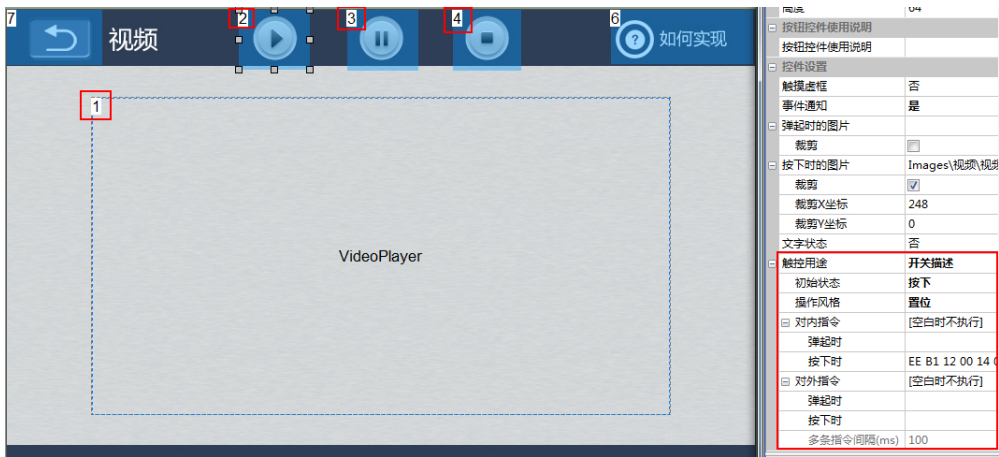 7
视频
2
3
4
6
? 如何实现
1
VideoPlayer
高度 64
按钮控件使用说明
按钮控件使用说明
控件设置
触摸虚框 否
事件通知 是
弹起时的图片
裁剪
按下时的图片 Images\视频\视频
裁剪
裁剪X坐标 248
裁剪Y坐标 0
文字状态 否
触控用途 开关描述
初始状态 按下
操作风格 置位
对内指令 [空白时不执行]
弹起时
按下时 EE B1 12 00 14 0
对外指令 [空白时不执行]
弹起时
按下时
多条指令间隔(ms) 100